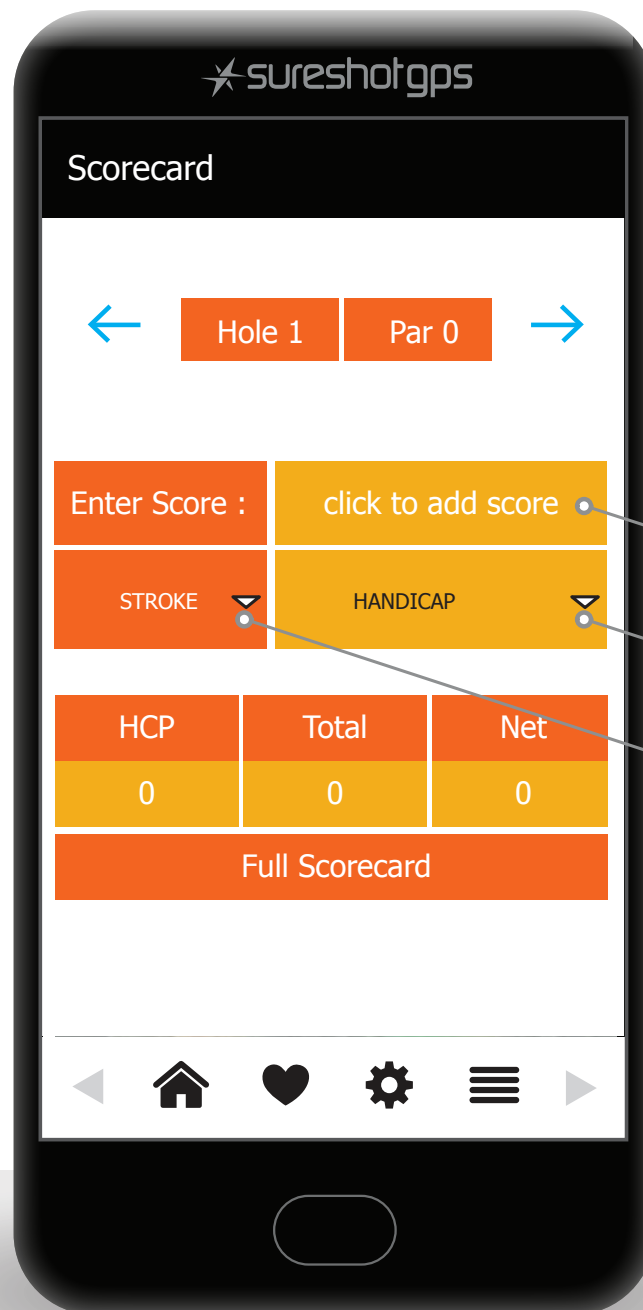 sureshotgps
Scorecard
Hole 1 Par 0
Enter Score : click to add score
STROKE HANDICAP
HCP Total Net
0 0 0
Full Scorecard